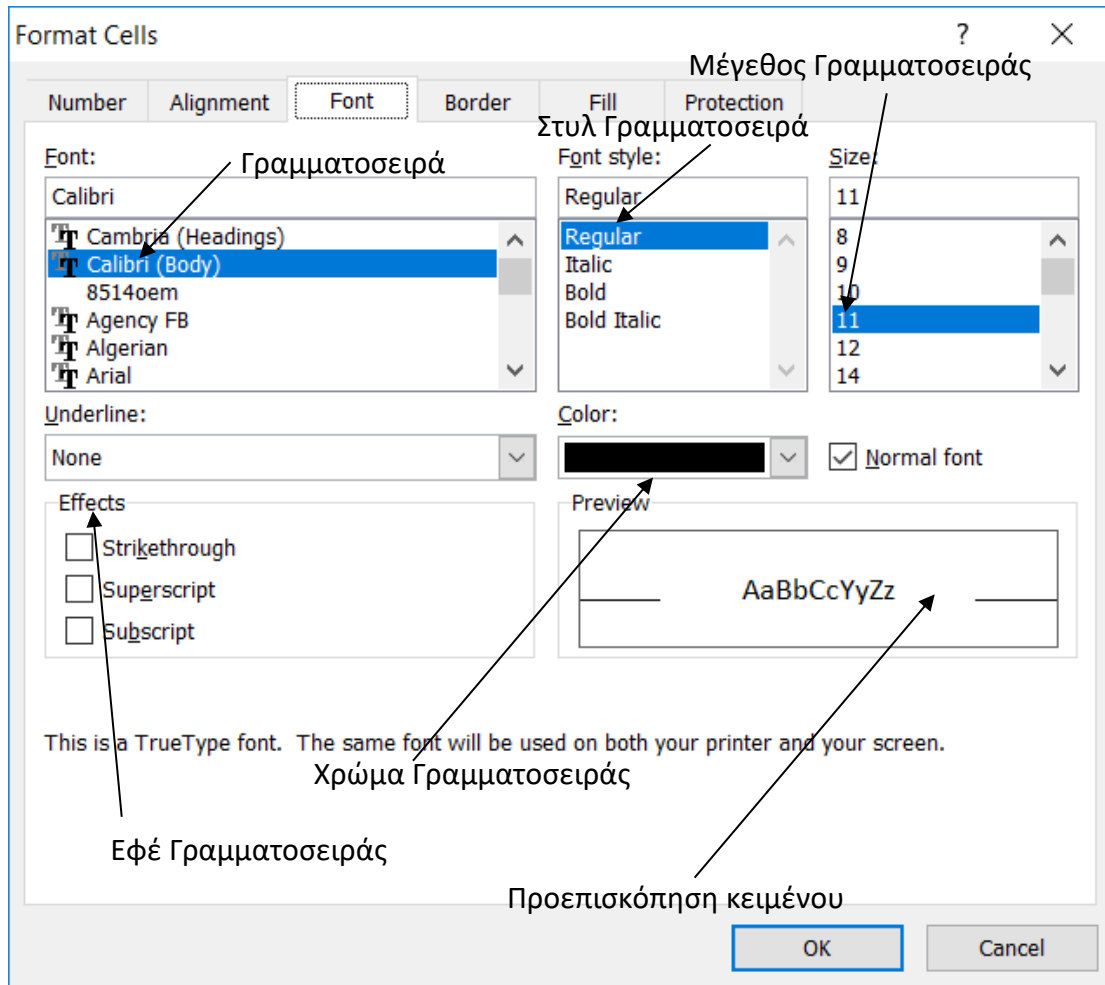 Format Cells ?
Μέγεθος Γραμματοσειράς
Number Alignment Font Border Fill Protection
Στυλ Γραμματοσειρά
Font: Font style: Size:
Γραμματοσειρά
Calibri Regular 11
Cambria (Headings) Regular 8
Calibri (Body) Italic 9
8514oem Bold 10
Agency FB Bold Italic 11
Algerian 12
Arial 14
Underline: Color:
None Normal font
Effects Preview
Strikethrough
Superscript AaBbCcYyZz
Subscript
This is a TrueType font. The same font will be used on both your printer and your screen.
Χρώμα Γραμματοσειράς
Εφέ Γραμματοσειράς
Προεπισκόπηση κειμένου
OK Cancel